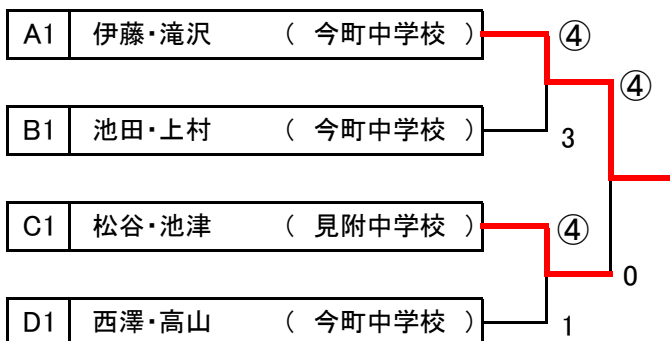 A1 伊藤・滝沢 （ 今町中学校 ） ④
④
B1 池田・上村 （ 今町中学校 ） 3
C1 松谷・池津 （ 見附中学校 ） ④
0
D1 西澤・高山 （ 今町中学校 ） 1